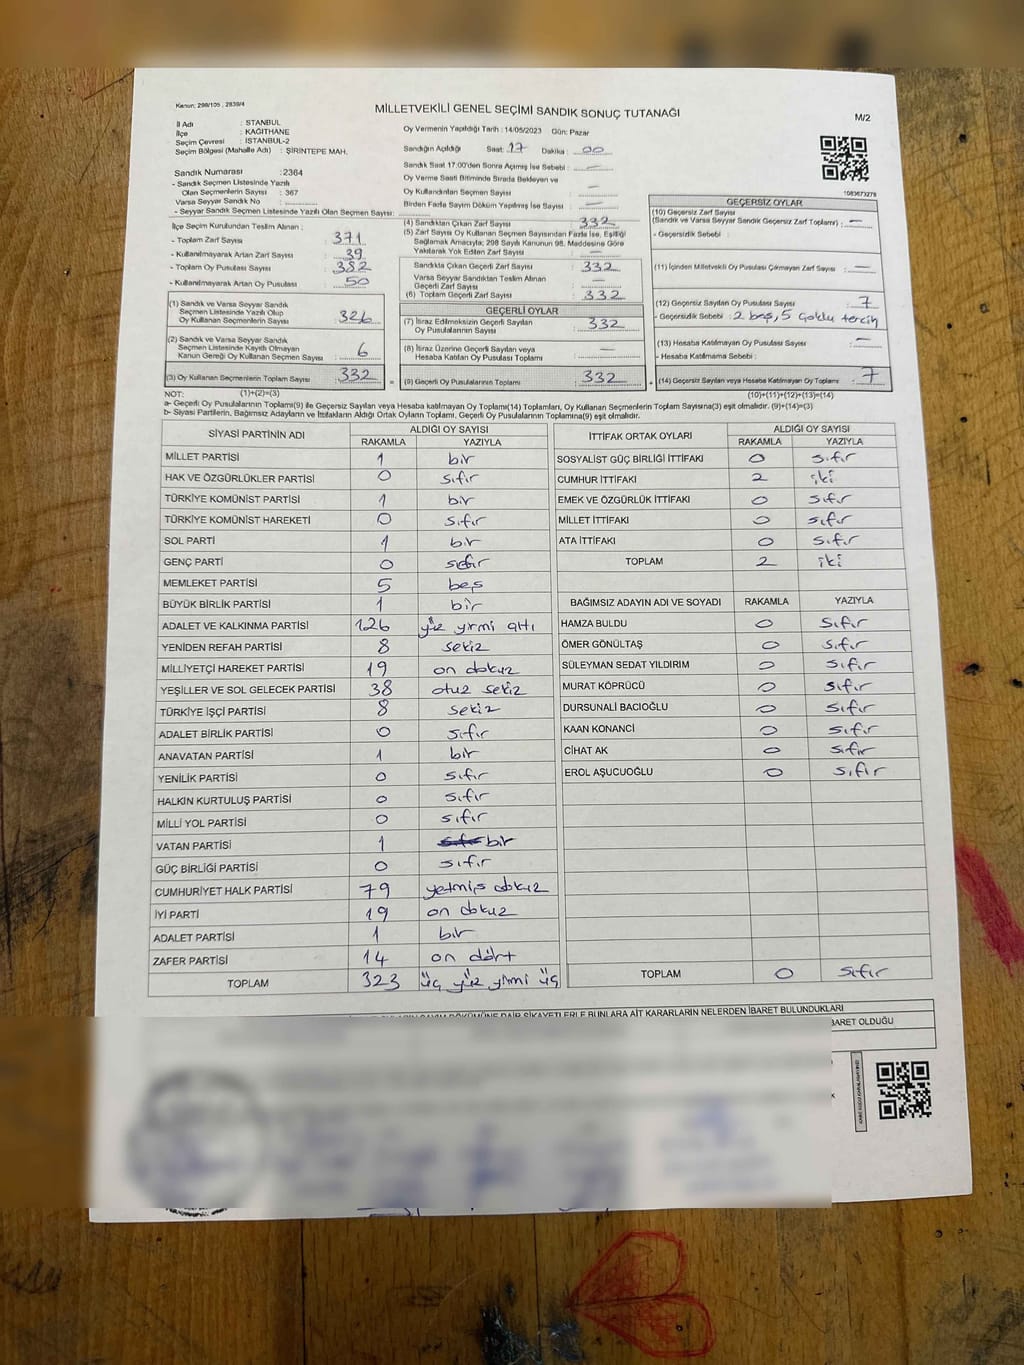 Kanun: 298/105 , 2839/4
MİLLETVEKİLİ GENEL SEÇİMİ SANDIK SONUÇ TUTANAĞI
M/2
İl Adı : İSTANBUL
İlçe : KAĞITHANE
Seçim Çevresi : İSTANBUL-2
Seçim Bölgesi (Mahalle Adı) : ŞİRİNTEPE MAH.
Oy Vermenin Yapıldığı Tarih : 14/05/2023 Gün: Pazar
Sandığın Açıldığı Saat: 17 Dakika: 00
Sandık Saat 17:00'den Sonra Açılmış İse Sebebi : —
Oy Verme Saati Bitiminde Sırada Bekleyen ve
Oy Kullandırılan Seçmen Sayısı —
Birden Fazla Sayım Döküm Yapılmış İse Sayısı : —
1083673278
Sandık Numarası :2364
- Sandık Seçmen Listesinde Yazılı
Olan Seçmenlerin Sayısı : 367
Varsa Seyyar Sandık No :
- Seyyar Sandık Seçmen Listesinde Yazılı Olan Seçmen Sayısı:
İlçe Seçim Kurulundan Teslim Alınan :
- Toplam Zarf Sayısı : 371
- Kullanılmayarak Artan Zarf Sayısı : 39
- Toplam Oy Pusulası Sayısı : 382
- Kullanılmayarak Artan Oy Pusulası : 50
(1) Sandık ve Varsa Seyyar Sandık
Seçmen Listesinde Yazılı Olup
Oy Kullanan Seçmenlerin Sayısı : 326
(2) Sandık ve Varsa Seyyar Sandık
Seçmen Listesinde Kayıtlı Olmayan
Kanun Gereği Oy Kullanan Seçmen Sayısı : 6
(3) Oy Kullanan Seçmenlerin Toplam Sayısı : 332
(4) Sandıktan Çıkan Zarf Sayısı : 332
(5) Zarf Sayısı Oy Kullanan Seçmen Sayısından Fazla İse, Eşitliği
Sağlamak Amacıyla; 298 Sayılı Kanunun 98. Maddesine Göre
Yakılarak Yok Edilen Zarf Sayısı : —
Sandıkta Çıkan Geçerli Zarf Sayısı : 332
Varsa Seyyar Sandıktan Teslim Alınan
Geçerli Zarf Sayısı : —
(6) Toplam Geçerli Zarf Sayısı : 332
GEÇERLİ OYLAR
(7) İtiraz Edilmeksizin Geçerli Sayılan
Oy Pusulalarının Sayısı : 332
(8) İtiraz Üzerine Geçerli Sayılan veya
Hesaba Katılan Oy Pusulası Toplamı : —
(9) Geçerli Oy Pusulalarının Toplamı : 332
GEÇERSİZ OYLAR
(10) Geçersiz Zarf Sayısı
(Sandık ve Varsa Seyyar Sandık Geçersiz Zarf Toplamı) : —
- Geçersizlik Sebebi :
(11) İçinden Milletvekili Oy Pusulası Çıkmayan Zarf Sayısı : —
(12) Geçersiz Sayılan Oy Pusulası Sayısı : 7
- Geçersizlik Sebebi : 2 boş, 5 çoklu tercih
(13) Hesaba Katılmayan Oy Pusulası Sayısı : —
- Hesaba Katılmama Sebebi :
(14) Geçersiz Sayılan veya Hesaba Katılmayan Oy Toplamı : 7
NOT: (1)+(2)=(3) (10)+(11)+(12)+(13)=(14)
a- Geçerli Oy Pusulalarının Toplamı(9) ile Geçersiz Sayılan veya Hesaba katılmayan Oy Toplamı(14) Toplamları, Oy Kullanan Seçmenlerin Toplam Sayısına(3) eşit olmalıdır. (9)+(14)=(3)
b- Siyasi Partilerin, Bağımsız Adayların ve İttifakların Aldığı Ortak Oyların Toplamı, Geçerli Oy Pusulalarının Toplamına(9) eşit olmalıdır.
SİYASİ PARTİNİN ADI ALDIĞI OY SAYISI
RAKAMLA YAZIYLA
MİLLET PARTİSİ 1 bir
HAK VE ÖZGÜRLÜKLER PARTİSİ 0 sıfır
TÜRKİYE KOMÜNİST PARTİSİ 1 bir
TÜRKİYE KOMÜNİST HAREKETİ 0 sıfır
SOL PARTİ 1 bir
GENÇ PARTİ 0 sıfır
MEMLEKET PARTİSİ 5 beş
BÜYÜK BİRLİK PARTİSİ 1 bir
ADALET VE KALKINMA PARTİSİ 126 yüz yirmi altı
YENİDEN REFAH PARTİSİ 8 sekiz
MİLLİYETÇİ HAREKET PARTİSİ 19 on dokuz
YEŞİLLER VE SOL GELECEK PARTİSİ 38 otuz sekiz
TÜRKİYE İŞÇİ PARTİSİ 8 sekiz
ADALET BİRLİK PARTİSİ 0 sıfır
ANAVATAN PARTİSİ 1 bir
YENİLİK PARTİSİ 0 sıfır
HALKIN KURTULUŞ PARTİSİ 0 sıfır
MİLLİ YOL PARTİSİ 0 sıfır
VATAN PARTİSİ 1 bir
GÜÇ BİRLİĞİ PARTİSİ 0 sıfır
CUMHURİYET HALK PARTİSİ 79 yetmiş dokuz
İYİ PARTİ 19 on dokuz
ADALET PARTİSİ 1 bir
ZAFER PARTİSİ 14 on dört
TOPLAM 323 üç yüz yirmi üç
İTTİFAK ORTAK OYLARI ALDIĞI OY SAYISI
RAKAMLA YAZIYLA
SOSYALİST GÜÇ BİRLİĞİ İTTİFAKI 0 sıfır
CUMHUR İTTİFAKI 2 iki
EMEK VE ÖZGÜRLÜK İTTİFAKI 0 sıfır
MİLLET İTTİFAKI 0 sıfır
ATA İTTİFAKI 0 sıfır
TOPLAM 2 iki
BAĞIMSIZ ADAYIN ADI VE SOYADI RAKAMLA YAZIYLA
HAMZA BULDU 0 sıfır
ÖMER GÖNÜLTAŞ 0 sıfır
SÜLEYMAN SEDAT YILDIRIM 0 sıfır
MURAT KÖPRÜCÜ 0 sıfır
DURSUNALİ BACIOĞLU 0 sıfır
KAAN KONANCİ 0 sıfır
CİHAT AK 0 sıfır
EROL AŞUCUOĞLU 0 sıfır
TOPLAM 0 sıfır
SAYIM DÖKÜMÜNE DAİR ŞİKAYETLERLE BUNLARA AİT KARARLARIN NELERDEN İBARET BULUNDUKLARI
İBARET OLDUĞU